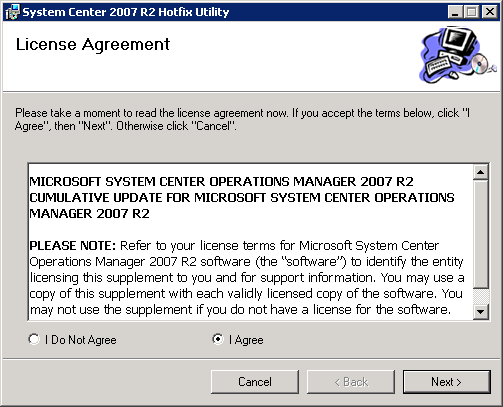 System Center 2007 R2 Hotfix Utility
License Agreement
Please take a moment to read the license agreement now. If you accept the terms below, click "I
Agree", then "Next". Otherwise click "Cancel".
MICROSOFT SYSTEM CENTER OPERATIONS MANAGER 2007 R2
CUMULATIVE UPDATE FOR MICROSOFT SYSTEM CENTER OPERATIONS
MANAGER 2007 R2
PLEASE NOTE: Refer to your license terms for Microsoft System Center
Operations Manager 2007 R2 software (the "software") to identify the entity
licensing this supplement to you and for support information. You may use a
copy of this supplement with each validly licensed copy of the software. You
may not use the supplement if you do not have a license for the software.
I Do Not Agree
I Agree
Cancel
< Back
Next >